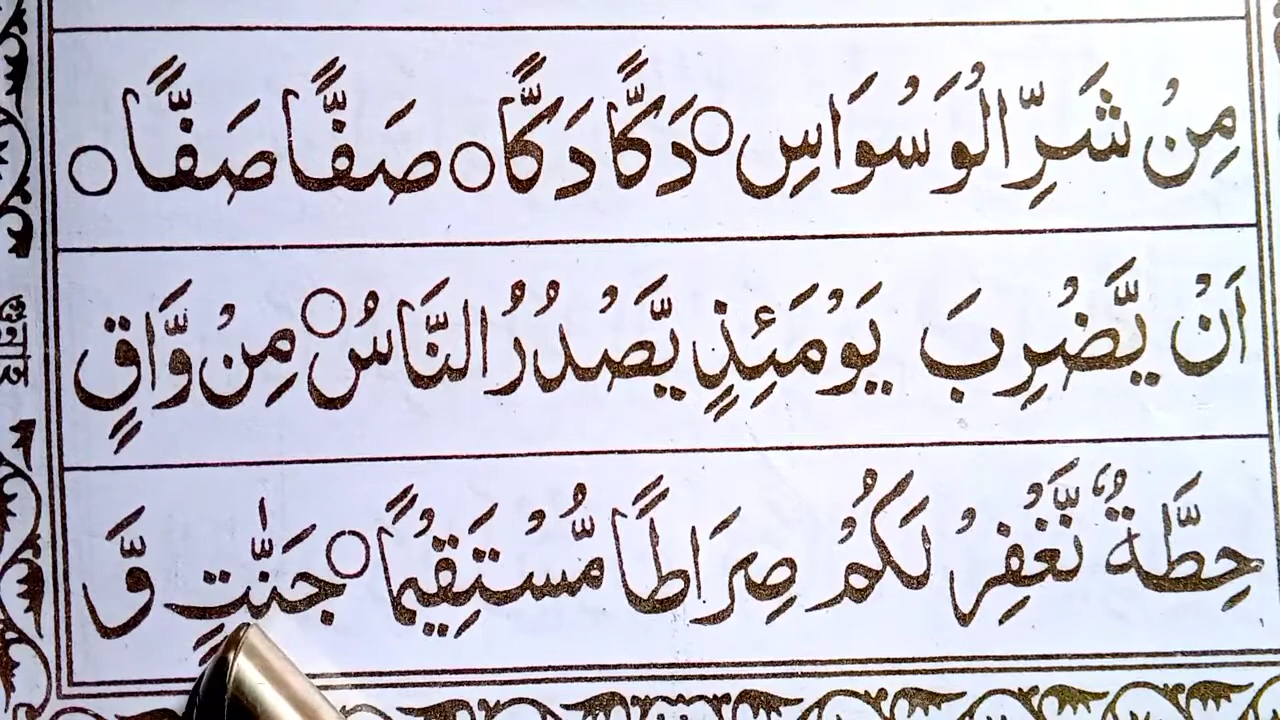 مِنْ شَرِّ الْوَسْوَاسِ ○ دَكًّا دَكًّا ○ صَفًّا صَفًّا ○
اَنْ يَّضْرِبَ يَوْمَئِذٍ يَّصْدُرُ النَّاسُ ○ مِنْ وَّاقٍ
حِطَّةٌ نَّغْفِرْ لَكُمْ صِرَاطًا مُّسْتَقِيْمًا ○ جَنّٰتٍ وَّ